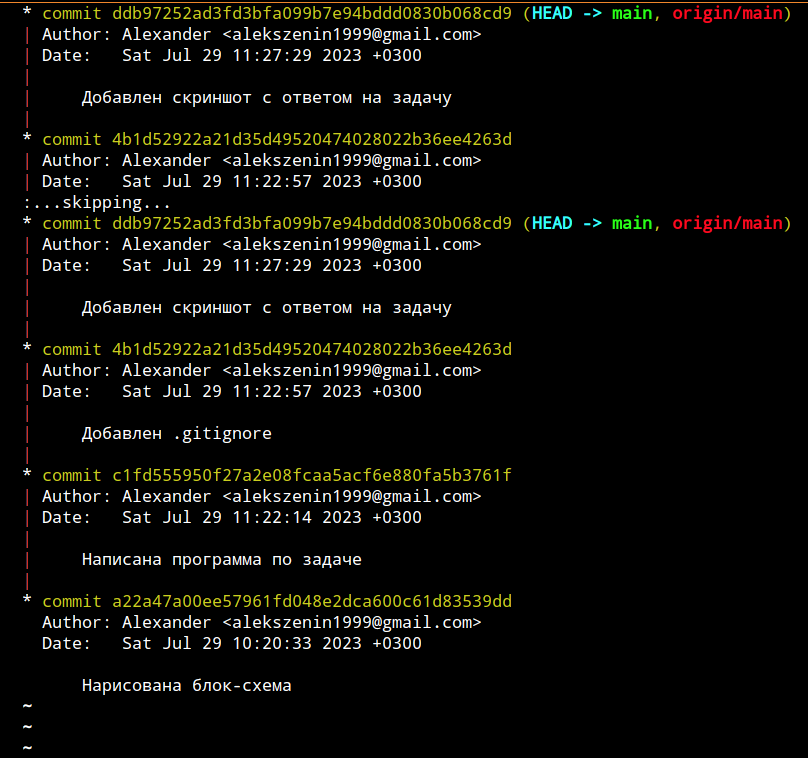 * commit ddb97252ad3fd3bfa099b7e94bddd0830b068cd9 (HEAD -> main, origin/main)
| Author: Alexander <alekszenin1999@gmail.com>
| Date:   Sat Jul 29 11:27:29 2023 +0300
|
|     Добавлен скриншот с ответом на задачу
|
* commit 4b1d52922a21d35d49520474028022b36ee4263d
| Author: Alexander <alekszenin1999@gmail.com>
| Date:   Sat Jul 29 11:22:57 2023 +0300
:...skipping...
* commit ddb97252ad3fd3bfa099b7e94bddd0830b068cd9 (HEAD -> main, origin/main)
| Author: Alexander <alekszenin1999@gmail.com>
| Date:   Sat Jul 29 11:27:29 2023 +0300
|
|     Добавлен скриншот с ответом на задачу
|
* commit 4b1d52922a21d35d49520474028022b36ee4263d
| Author: Alexander <alekszenin1999@gmail.com>
| Date:   Sat Jul 29 11:22:57 2023 +0300
|
|     Добавлен .gitignore
|
* commit c1fd555950f27a2e08fcaa5acf6e880fa5b3761f
| Author: Alexander <alekszenin1999@gmail.com>
| Date:   Sat Jul 29 11:22:14 2023 +0300
|
|     Написана программа по задаче
|
* commit a22a47a00ee57961fd048e2dca600c61d83539dd
  Author: Alexander <alekszenin1999@gmail.com>
  Date:   Sat Jul 29 10:20:33 2023 +0300

      Нарисована блок-схема
~
~
~